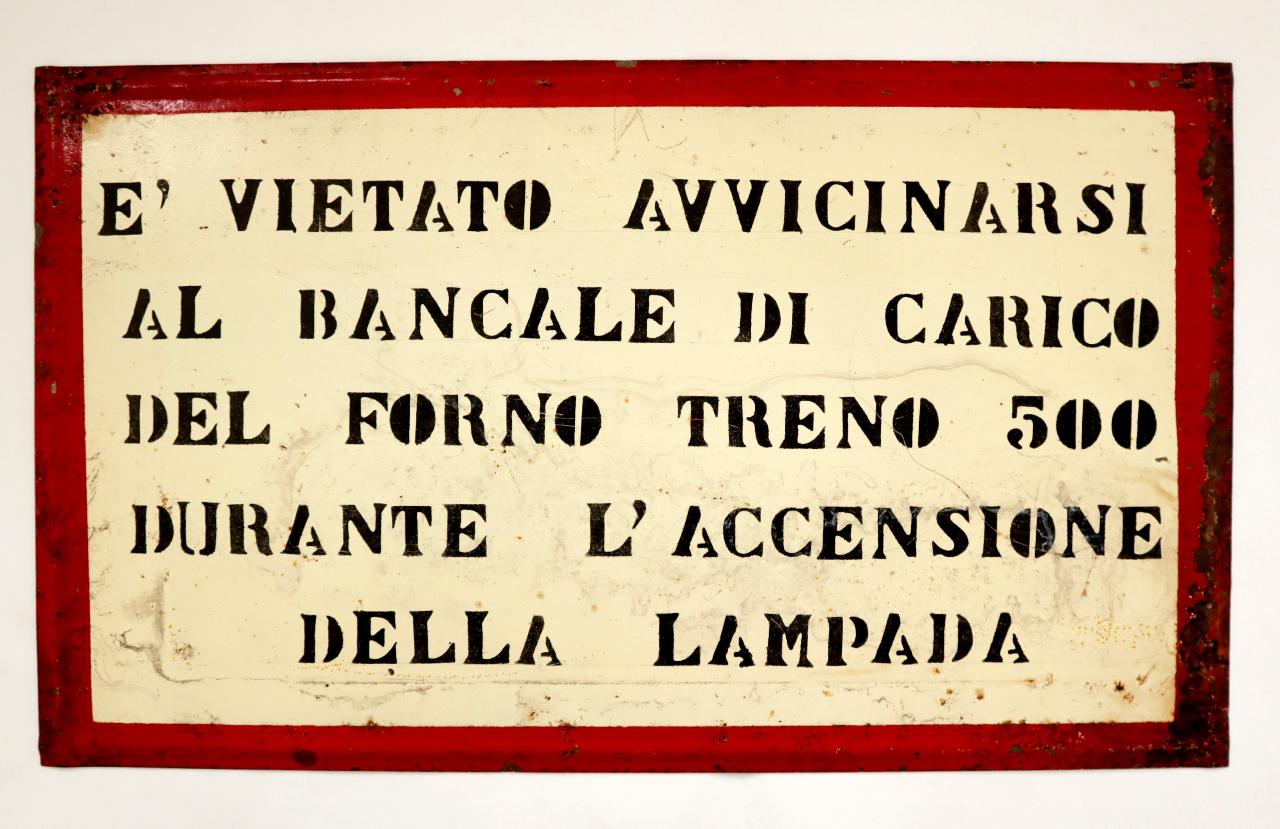 E' VIETATO AVVICINARSI
AL BANCALE DI CARICO
DEL FORNO TRENO 500
DURANTE L'ACCENSIONE
DELLA LAMPADA